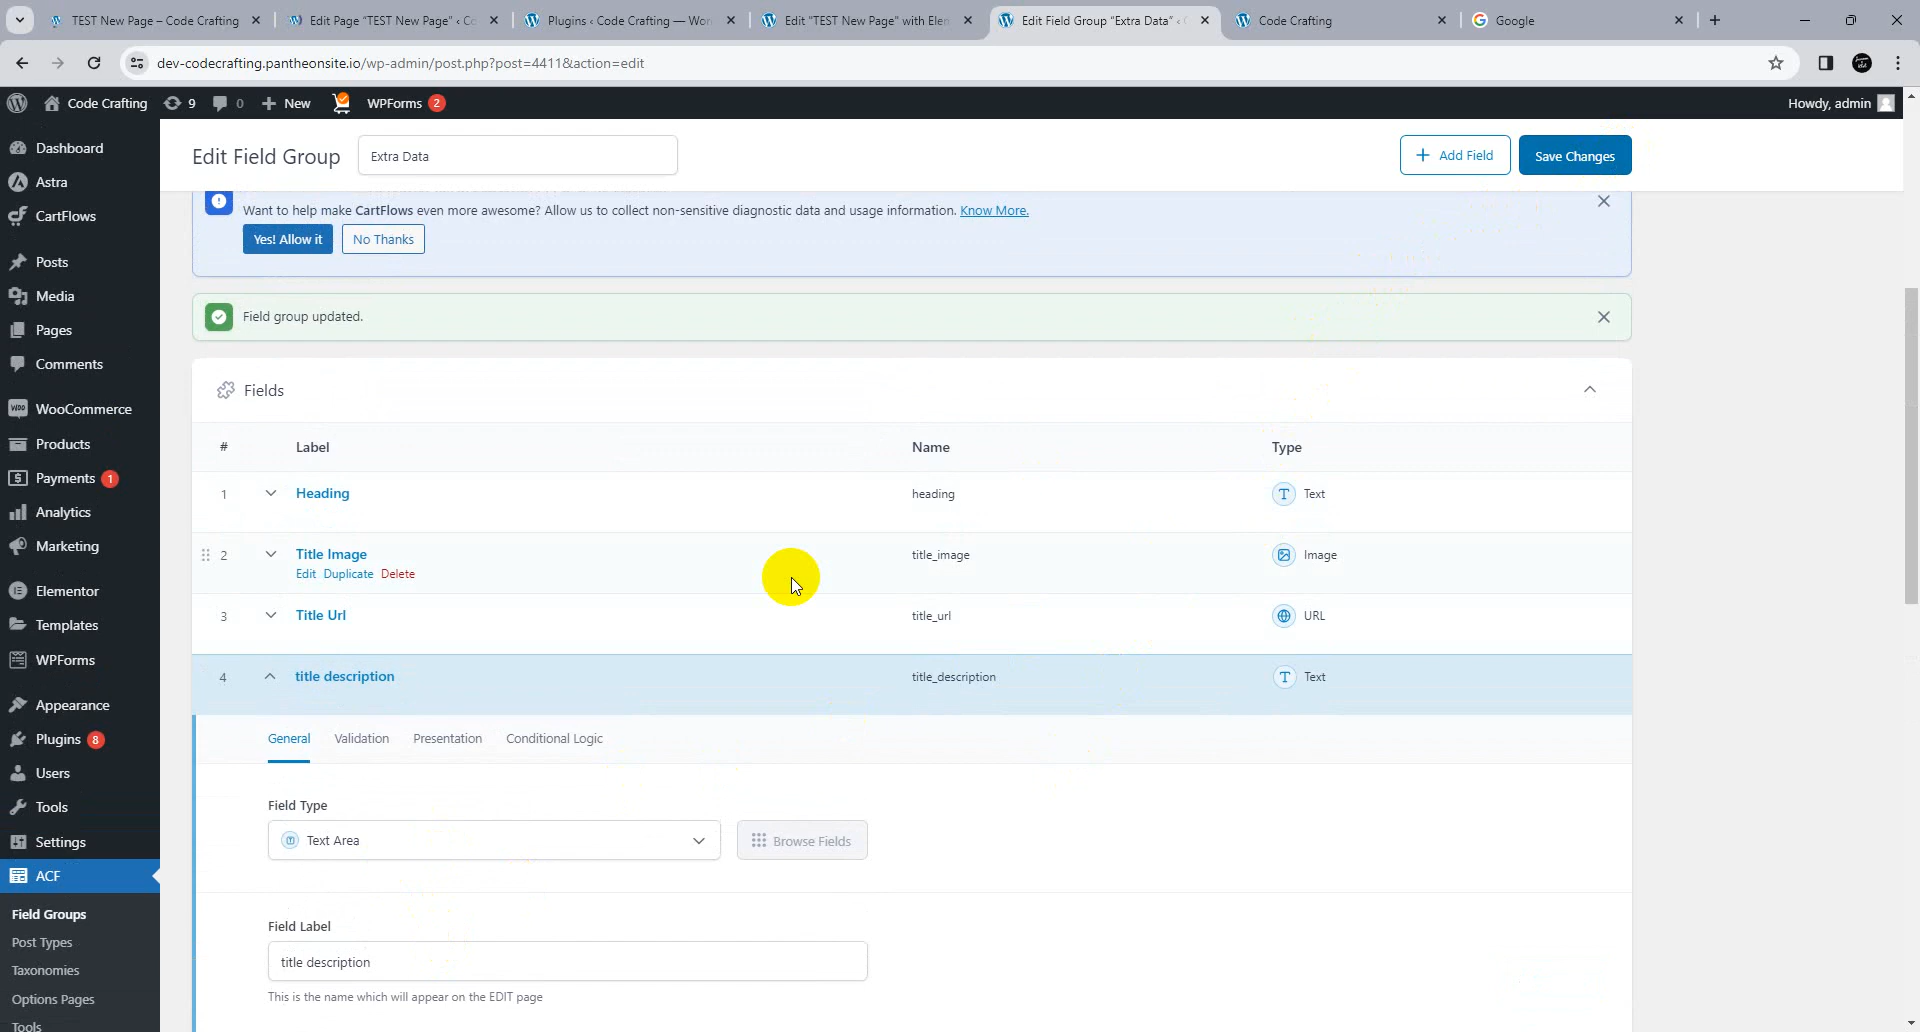 TEST New Page – Code Crafting
Edit Page "TEST New Page" ‹ Co
Plugins ‹ Code Crafting — Wor
Edit "TEST New Page" with Elen
Edit Field Group "Extra Data" ‹ C
Code Crafting
Google
dev-codecrafting.pantheonsite.io/wp-admin/post.php?post=4411&action=edit
Code Crafting
9
0
New
WPForms 2
Howdy, admin
Dashboard
Astra
CartFlows
Posts
Media
Pages
Comments
WooCommerce
Products
Payments 1
Analytics
Marketing
Elementor
Templates
WPForms
Appearance
Plugins 8
Users
Tools
Settings
ACF
Field Groups
Post Types
Taxonomies
Options Pages
Tools
Edit Field Group
Extra Data
Add Field
Save Changes
Want to help make CartFlows even more awesome? Allow us to collect non-sensitive diagnostic data and usage information. Know More.
Yes! Allow it
No Thanks
Field group updated.
Fields
# Label Name Type
1 Heading heading Text
2 Title Image title_image Image
Edit Duplicate Delete
3 Title Url title_url URL
4 title description title_description Text
General Validation Presentation Conditional Logic
Field Type
Text Area
Browse Fields
Field Label
title description
This is the name which will appear on the EDIT page